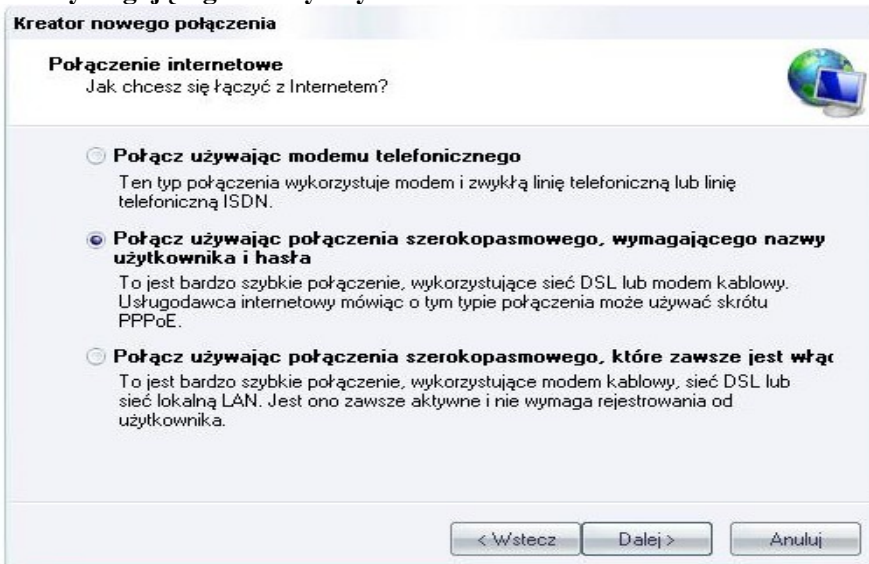 Kreator nowego połączenia
Połączenie internetowe
Jak chcesz się łączyć z Internetem?
Połącz używając modemu telefonicznego
Ten typ połączenia wykorzystuje modem i zwykłą linię telefoniczną lub linię
telefoniczną ISDN.
Połącz używając połączenia szerokopasmowego, wymagającego nazwy
użytkownika i hasła
To jest bardzo szybkie połączenie, wykorzystujące sieć DSL lub modem kablowy.
Usługodawca internetowy mówiąc o tym typie połączenia może używać skrótu
PPPoE.
Połącz używając połączenia szerokopasmowego, które zawsze jest włąc
To jest bardzo szybkie połączenie, wykorzystujące modem kablowy, sieć DSL lub
sieć lokalną LAN. Jest ono zawsze aktywne i nie wymaga rejestrowania od
użytkownika.
< Wstecz
Dalej >
Anuluj